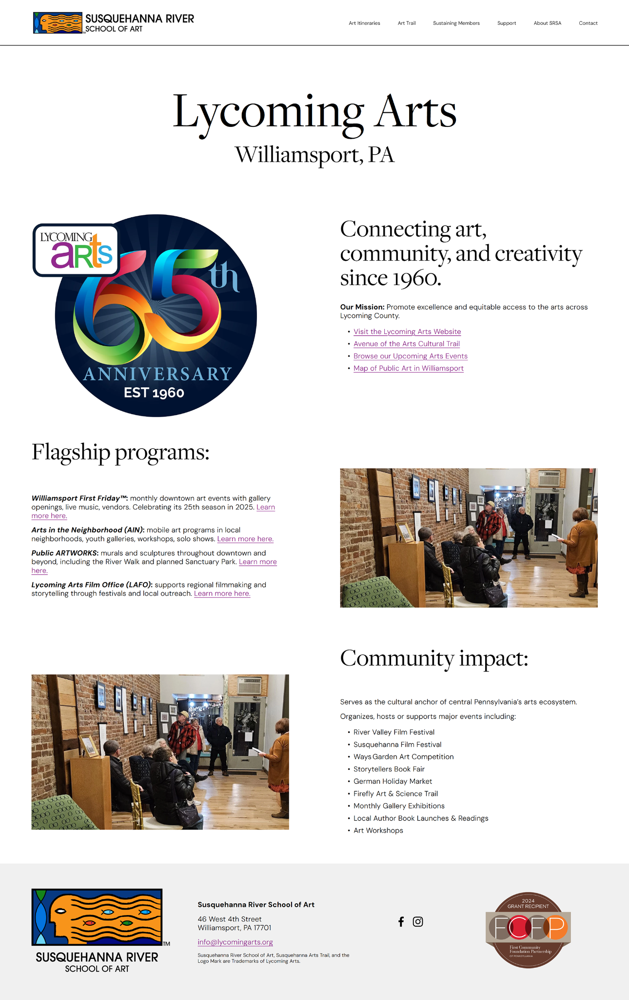 SUSQUEHANNA RIVER
SCHOOL OF ART
TM
Art Itineraries
Art Trail
Sustaining Members
Support
About SRSA
Contact
Lycoming Arts
Williamsport, PA
LYCOMING
arts
65th
ANNIVERSARY
EST 1960
Connecting art,
community, and creativity
since 1960.
Our Mission: Promote excellence and equitable access to the arts across
Lycoming County.
• Visit the Lycoming Arts Website
• Avenue of the Arts Cultural Trail
• Browse our Upcoming Arts Events
• Map of Public Art in Williamsport
Flagship programs:
Williamsport First Friday™: monthly downtown art events with gallery
openings, live music, vendors. Celebrating its 25th season in 2025. Learn
more here.
Arts in the Neighborhood (AIN): mobile art programs in local
neighborhoods, youth galleries, workshops, solo shows. Learn more here.
Public ARTWORKS: murals and sculptures throughout downtown and
beyond, including the River Walk and planned Sanctuary Park. Learn more
here.
Lycoming Arts Film Office (LAFO): supports regional filmmaking and
storytelling through festivals and local outreach. Learn more here.
Community impact:
Serves as the cultural anchor of central Pennsylvania’s arts ecosystem.
Organizes, hosts or supports major events including:
• River Valley Film Festival
• Susquehanna Film Festival
• Ways Garden Art Competition
• Storytellers Book Fair
• German Holiday Market
• Firefly Art & Science Trail
• Monthly Gallery Exhibitions
• Local Author Book Launches & Readings
• Art Workshops
TM
SUSQUEHANNA RIVER
SCHOOL OF ART
Susquehanna River School of Art
46 West 4th Street
Williamsport, PA 17701
info@lycomingarts.org
Susquehanna River School of Art, Susquehanna Arts Trail, and the
Logo Mark are Trademarks of Lycoming Arts.
2024
GRANT RECIPIENT
FCFP
First Community
Foundation Partnership
OF PENNSYLVANIA